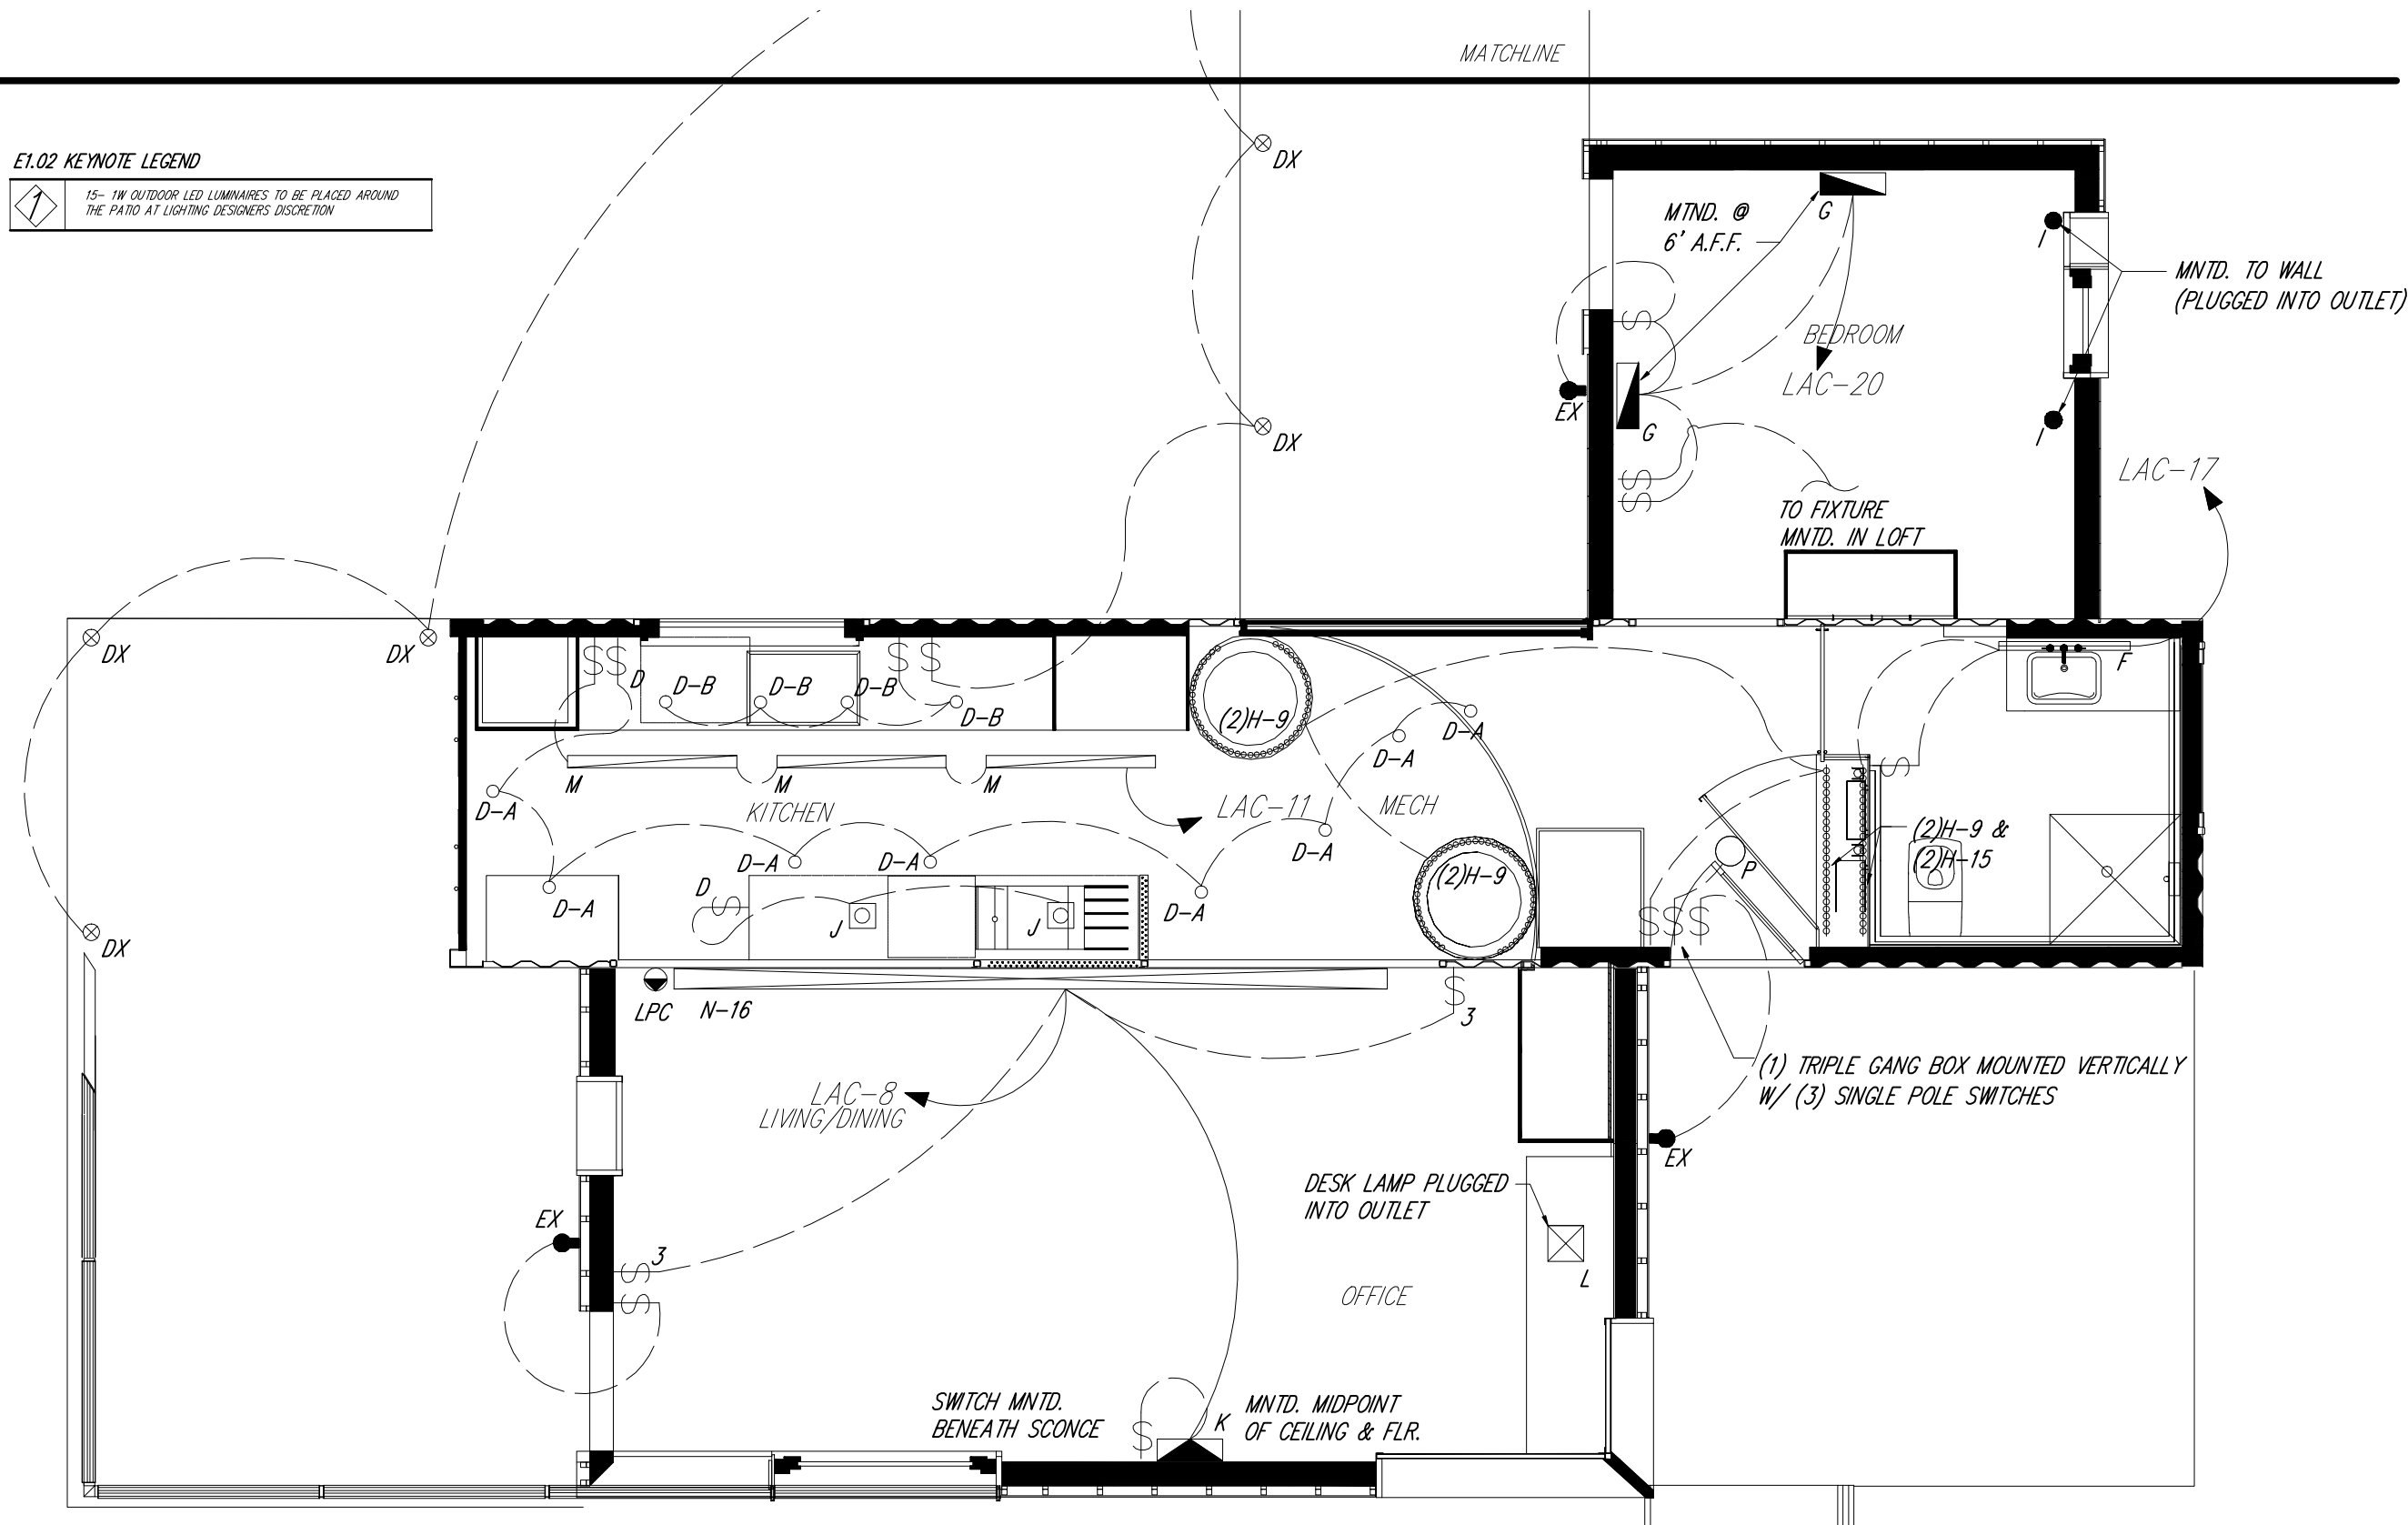 MATCHLINE
E1.02 KEYNOTE LEGEND
1
15- 1W OUTDOOR LED LUMINAIRES TO BE PLACED AROUND
THE PATIO AT LIGHTING DESIGNERS DISCRETION
DX
MTND. @
6' A.F.F.
G
I
MNTD. TO WALL
(PLUGGED INTO OUTLET)
BEDROOM
LAC-20
S
EX
G
DX
I
LAC-17
S
S
TO FIXTURE
MNTD. IN LOFT
DX
DX
S S
D
D-B
D-B
D-B
S S
D-B
(2)H-9
D-A
D-A
F
M
M
M
D-A
KITCHEN
LAC-11
MECH
S
D-A
D-A
D-A
(2)H-9 &
(2)H-15
D-A
D
S
J
J
D-A
(2)H-9
P
S S S
DX
LPC
N-16
S
3
LAC-8
LIVING/DINING
(1) TRIPLE GANG BOX MOUNTED VERTICALLY
W/ (3) SINGLE POLE SWITCHES
EX
DESK LAMP PLUGGED
INTO OUTLET
EX
3
S
S
L
OFFICE
SWITCH MNTD.
BENEATH SCONCE
S
K
MNTD. MIDPOINT
OF CEILING & FLR.